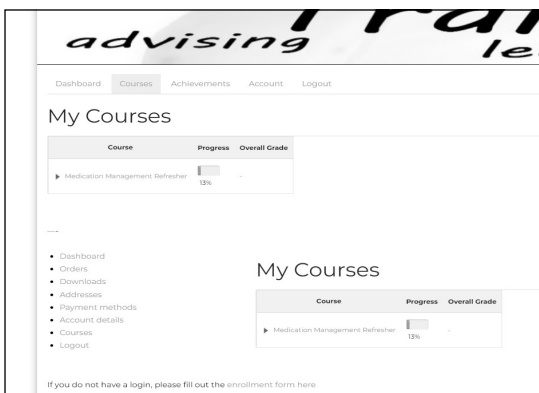 advising
Dashboard Courses Achievements Account Logout
My Courses
Course Progress Overall Grade
Medication Management Refresher 13% -
Dashboard
Orders
Downloads
Addresses
Payment methods
Account details
Courses
Logout
My Courses
Course Progress Overall Grade
Medication Management Refresher 13% -
If you do not have a login, please fill out the enrollment form here